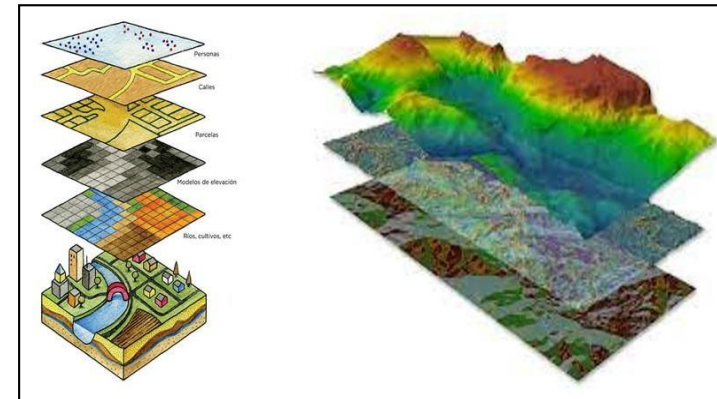 Personas
Calles
Parcelas
Modelos de elevación
Ríos, cultivos, etc